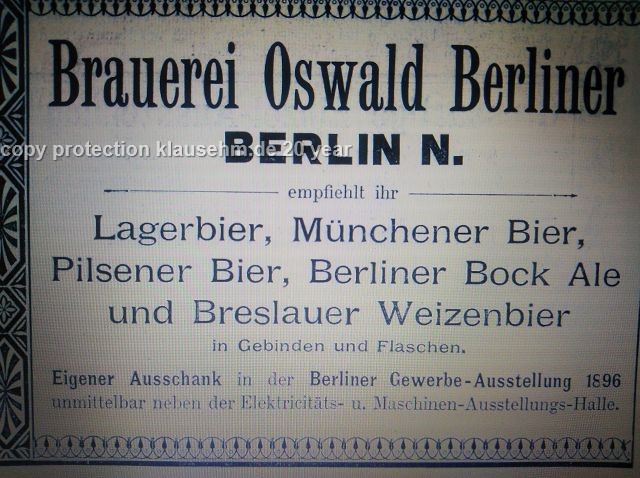 Brauerei Oswald Berliner
BERLIN N.
copy protection klausehm.de 20 year
empfiehlt ihr
Lagerbier, Münchener Bier,
Pilsener Bier, Berliner Bock Ale
und Breslauer Weizenbier
in Gebinden und Flaschen.
Eigener Ausschank in der Berliner Gewerbe-Ausstellung 1896
unmittelbar neben der Elektricitäts- u. Maschinen-Ausstellungs-Halle.